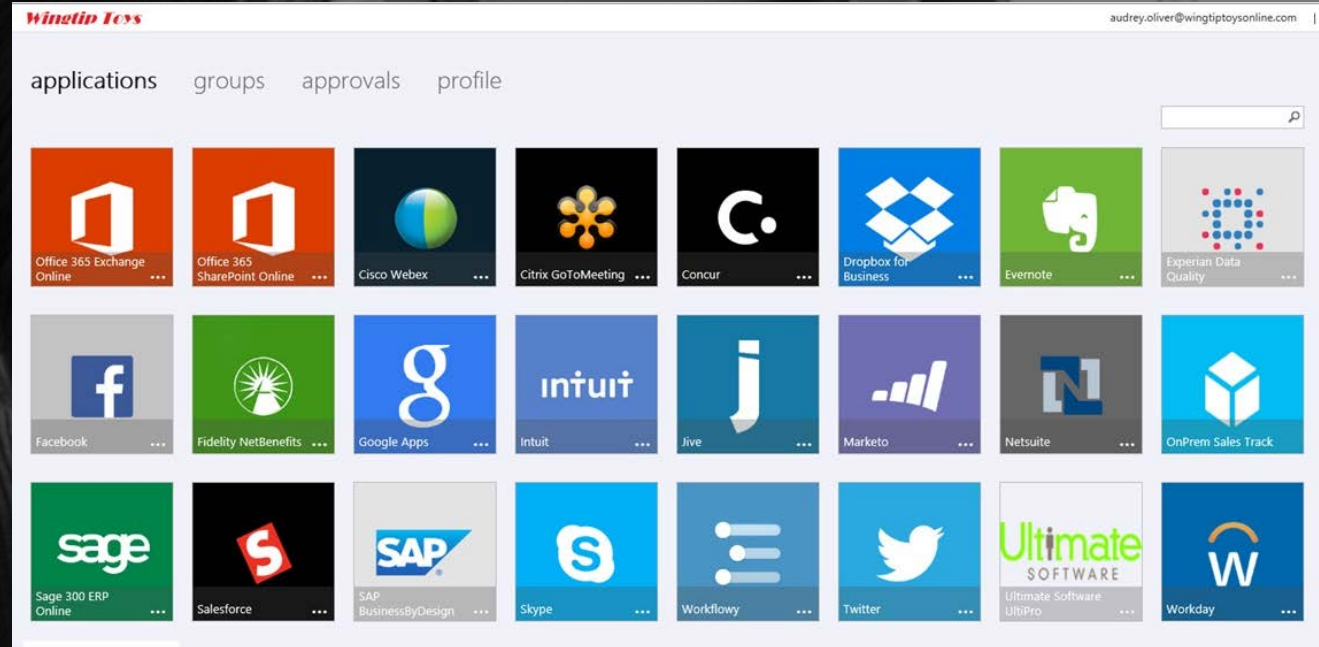 Wingtip Toys
audrey.oliver@wingtiptoysonline.com |
applications groups approvals profile
Office 365 Exchange
Online ...
Office 365
SharePoint Online ...
Cisco Webex ...
Citrix GoToMeeting ...
C.
Concur ...
Dropbox for
Business ...
Evernote ...
Experian Data
Quality ...
f
Facebook ...
Fidelity NetBenefits ...
g
Google Apps ...
intuit
Intuit ...
j
Jive ...
Marketo ...
N
Netsuite ...
OnPrem Sales Track
sage
Sage 300 ERP
Online ...
S
Salesforce ...
SAP
SAP
BusinessByDesign ...
S
Skype ...
Workflowy ...
Twitter ...
Ultimate
SOFTWARE
Ultimate Software
UltiPro ...
w
Workday ...